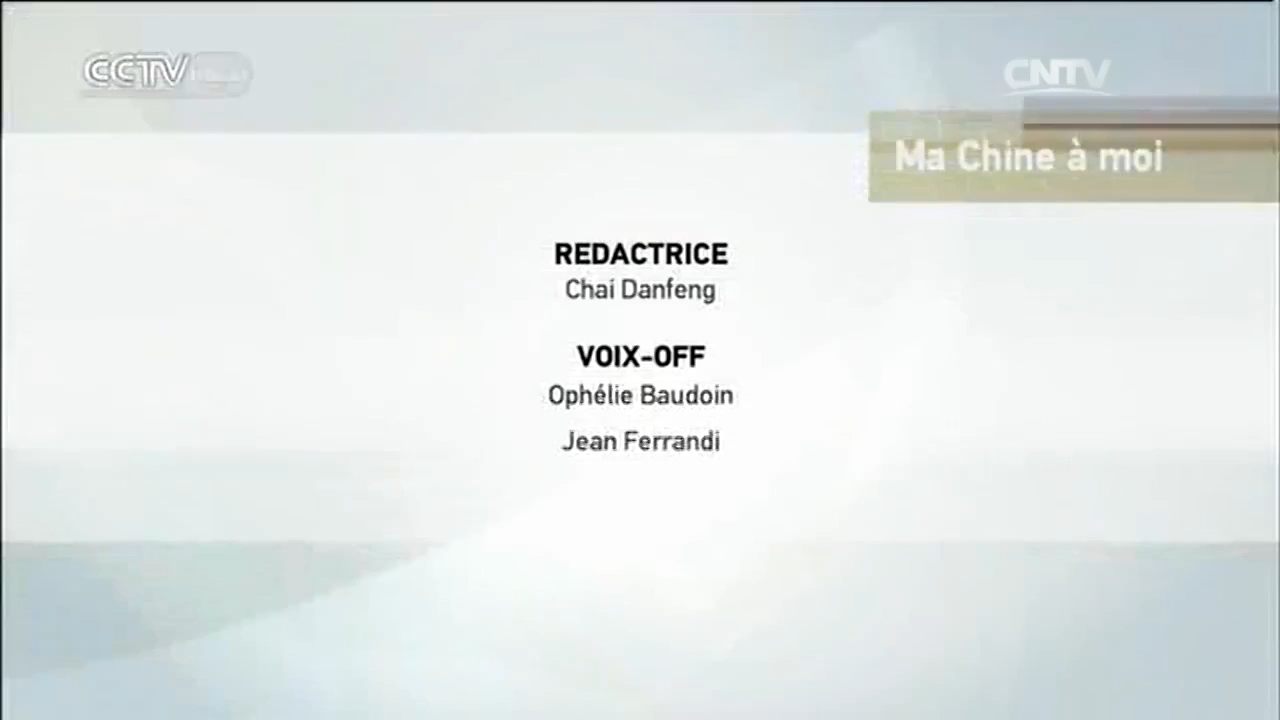 CCTV
CNTV
Ma Chine à moi
REDACTRICE
Chai Danfeng
VOIX-OFF
Ophélie Baudoin
Jean Ferrandi